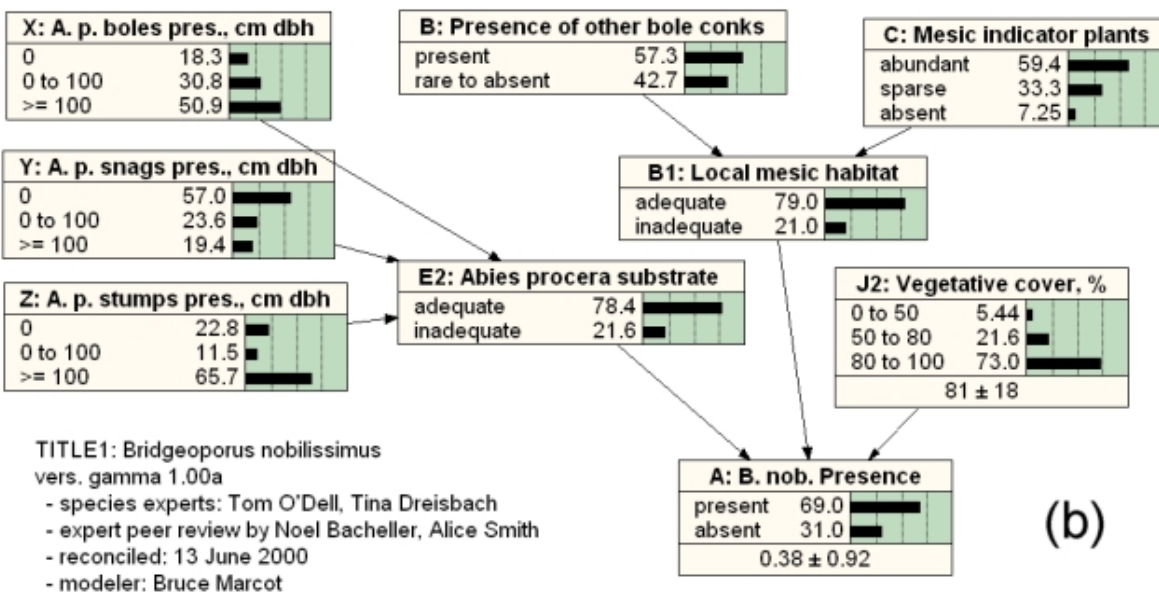 X: A. p. boles pres., cm dbh
0 18.3
0 to 100 30.8
>= 100 50.9
B: Presence of other bole conks
present 57.3
rare to absent 42.7
C: Mesic indicator plants
abundant 59.4
sparse 33.3
absent 7.25
Y: A. p. snags pres., cm dbh
0 57.0
0 to 100 23.6
>= 100 19.4
B1: Local mesic habitat
adequate 79.0
inadequate 21.0
Z: A. p. stumps pres., cm dbh
0 22.8
0 to 100 11.5
>= 100 65.7
E2: Abies procera substrate
adequate 78.4
inadequate 21.6
J2: Vegetative cover, %
0 to 50 5.44
50 to 80 21.6
80 to 100 73.0
81 ± 18
TITLE1: Bridgeoporus nobilissimus
vers. gamma 1.00a
- species experts: Tom O'Dell, Tina Dreisbach
- expert peer review by Noel Bacheller, Alice Smith
- reconciled: 13 June 2000
- modeler: Bruce Marcot
A: B. nob. Presence
present 69.0
absent 31.0
0.38 ± 0.92
(b)